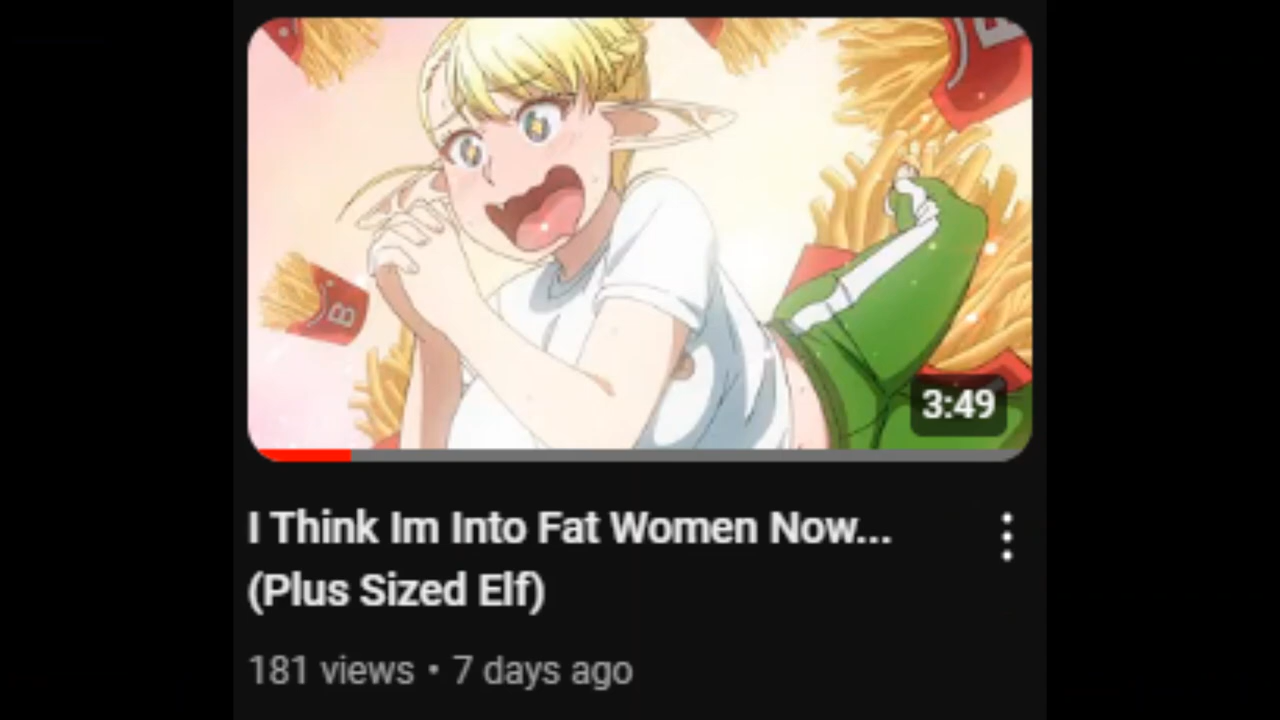 B
B
3:49
I Think Im Into Fat Women Now...
(Plus Sized Elf)
181 views • 7 days ago